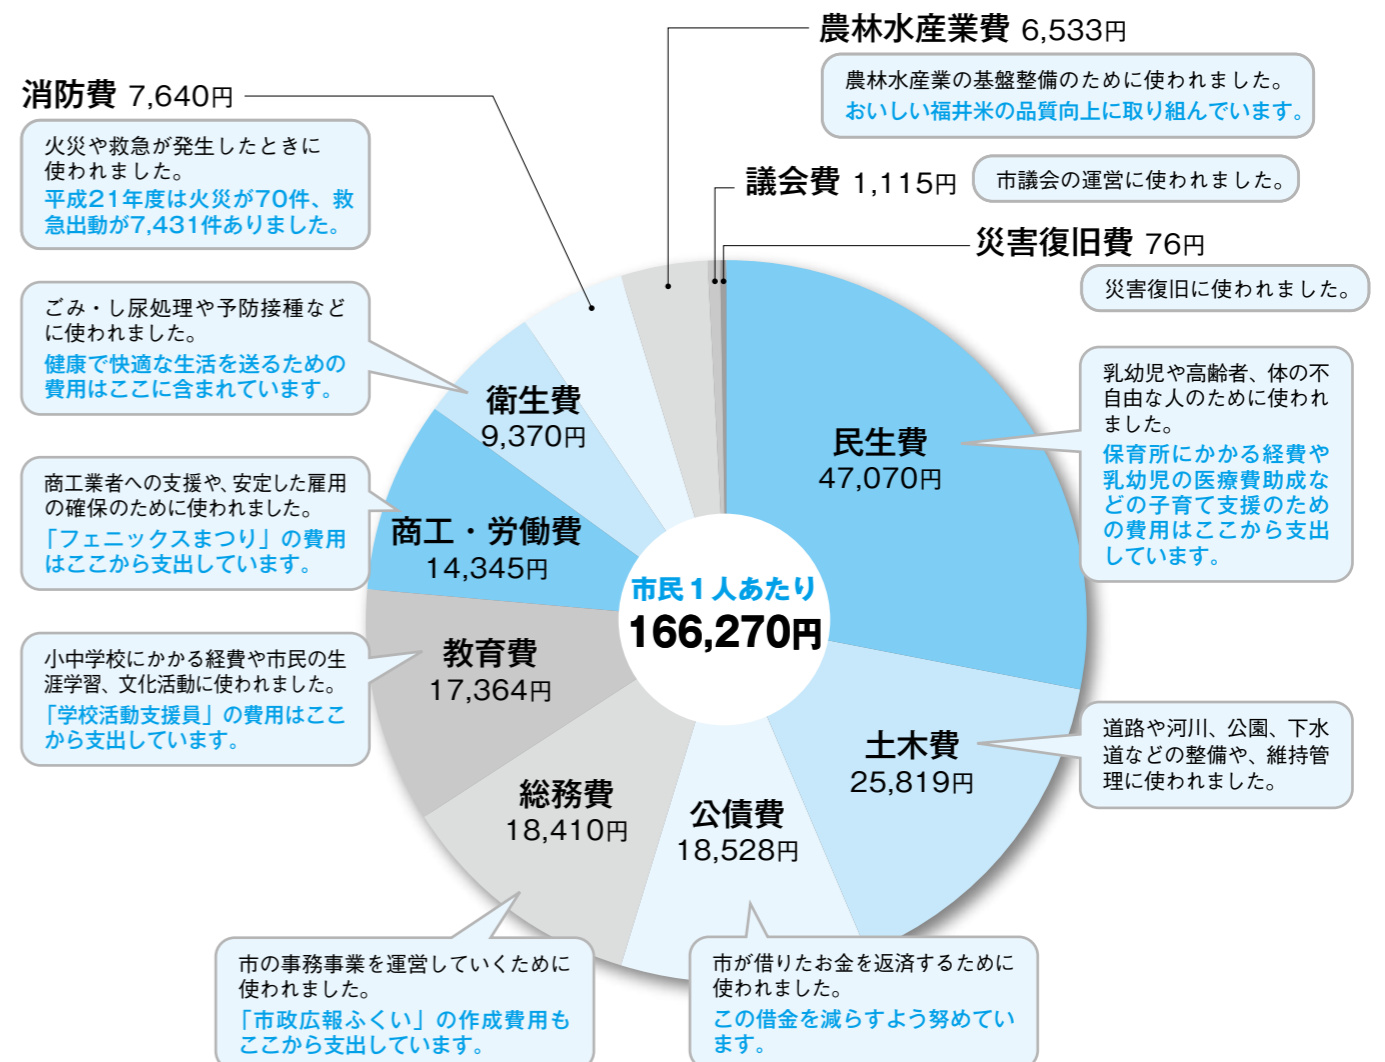 農林水産業費 6,533円
農林水産業の基盤整備のために使われました。
おいしい福井米の品質向上に取り組んでいます。
消防費 7,640円
火災や救急が発生したときに
使われました。
平成21年度は火災が70件、救
急出動が7,431件ありました。
議会費 1,115円
市議会の運営に使われました。
災害復旧費 76円
災害復旧に使われました。
ごみ・し尿処理や予防接種など
に使われました。
健康で快適な生活を送るための
費用はここに含まれています。
衛生費
9,370円
民生費
47,070円
乳幼児や高齢者、体の不
自由な人のために使われ
ました。
保育所にかかる経費や
乳幼児の医療費助成な
どの子育て支援のため
の費用はここから支出
しています。
商工業者への支援や、安定した雇用
の確保のために使われました。
「フェニックスまつり」の費用
はここから支出しています。
商工・労働費
14,345円
市民1人あたり
166,270円
小中学校にかかる経費や市民の生
涯学習、文化活動に使われました。
「学校活動支援員」の費用はここ
から支出しています。
教育費
17,364円
土木費
25,819円
道路や河川、公園、下水
道などの整備や、維持管
理に使われました。
総務費
18,410円
公債費
18,528円
市の事務事業を運営していくために
使われました。
「市政広報ふくい」の作成費用も
ここから支出しています。
市が借りたお金を返済するために
使われました。
この借金を減らすよう努めてい
ます。